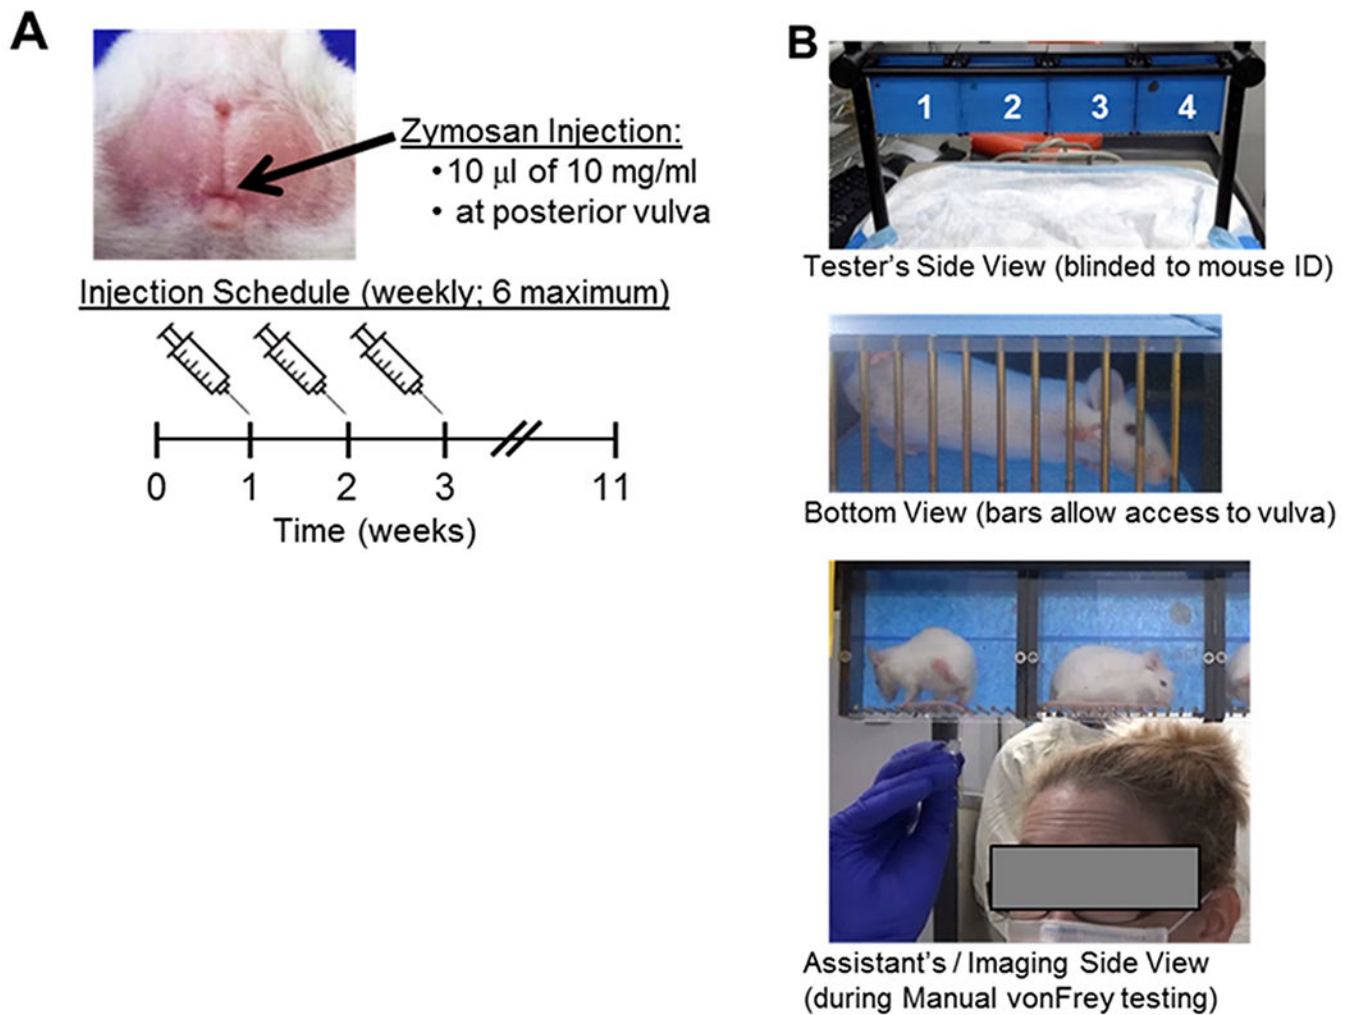 A
Zymosan Injection:
• 10 μl of 10 mg/ml
• at posterior vulva
Injection Schedule (weekly; 6 maximum)
0 1 2 3 11
Time (weeks)
B
1 2 3 4
Tester's Side View (blinded to mouse ID)
Bottom View (bars allow access to vulva)
Assistant's / Imaging Side View
(during Manual vonFrey testing)